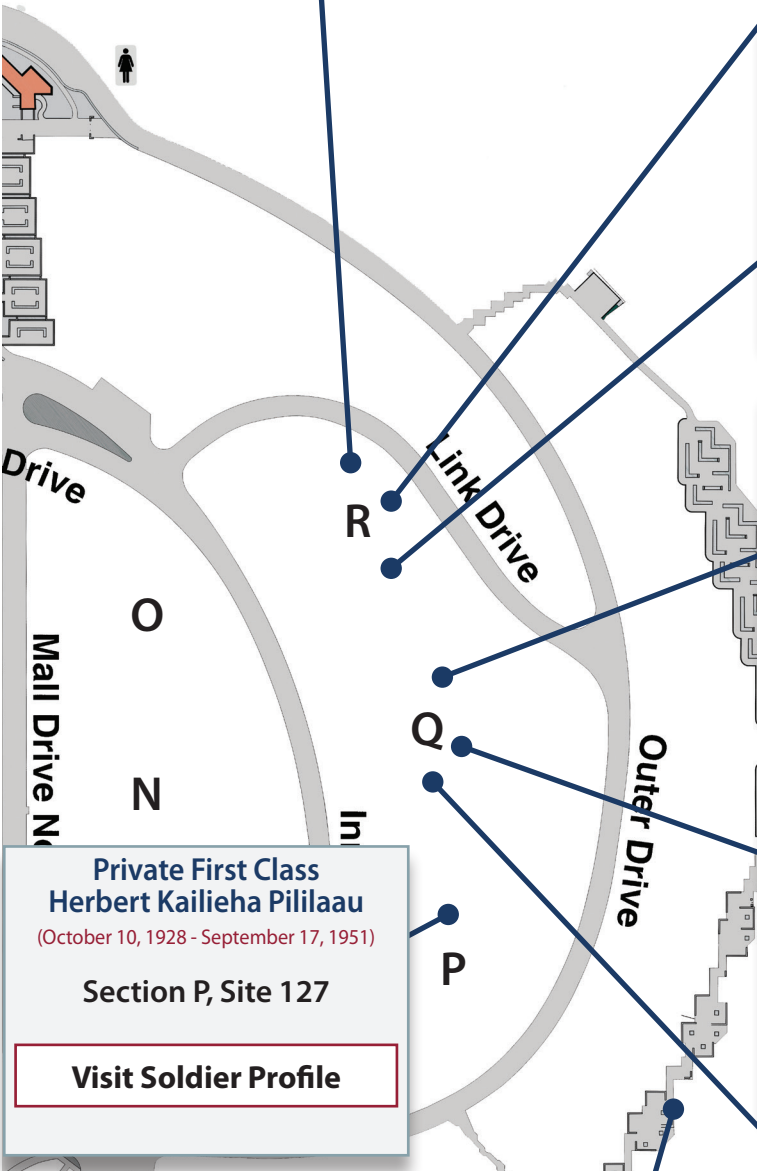 Drive
Link Drive
R
O
Mall Drive
Q
N
Outer Drive
Private First Class
Herbert Kailieha Pililaau
(October 10, 1928 - September 17, 1951)
Section P, Site 127
Visit Soldier Profile
P